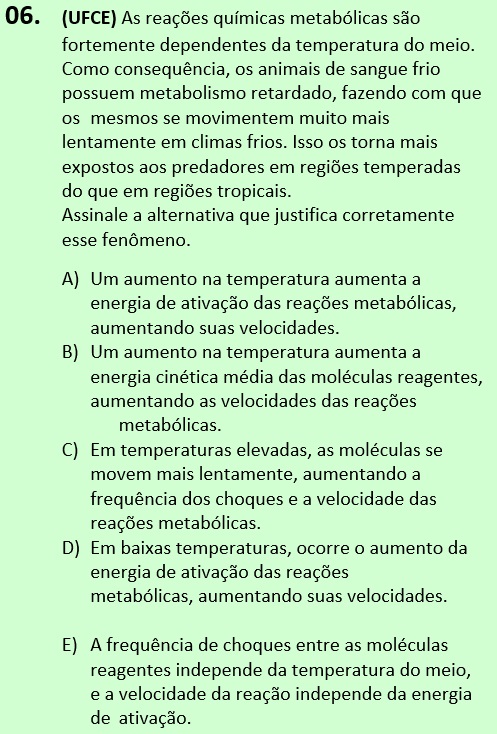 06. (UFCE) As reações químicas metabólicas são
fortemente dependentes da temperatura do meio.
Como consequência, os animais de sangue frio
possuem metabolismo retardado, fazendo com que
os mesmos se movimentem muito mais
lentamente em climas frios. Isso os torna mais
expostos aos predadores em regiões temperadas
do que em regiões tropicais.
Assinale a alternativa que justifica corretamente
esse fenômeno.
A) Um aumento na temperatura aumenta a
energia de ativação das reações metabólicas,
aumentando suas velocidades.
B) Um aumento na temperatura aumenta a
energia cinética média das moléculas reagentes,
aumentando as velocidades das reações
metabólicas.
C) Em temperaturas elevadas, as moléculas se
movem mais lentamente, aumentando a
frequência dos choques e a velocidade das
reações metabólicas.
D) Em baixas temperaturas, ocorre o aumento da
energia de ativação das reações
metabólicas, aumentando suas velocidades.
E) A frequência de choques entre as moléculas
reagentes independe da temperatura do meio,
e a velocidade da reação independe da energia
de ativação.